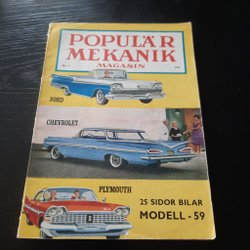 POPULÄR
MEKANIK
MAGASIN
FORD
CHEVROLET
PLYMOUTH
25 SIDOR BILAR
MODELL - 59